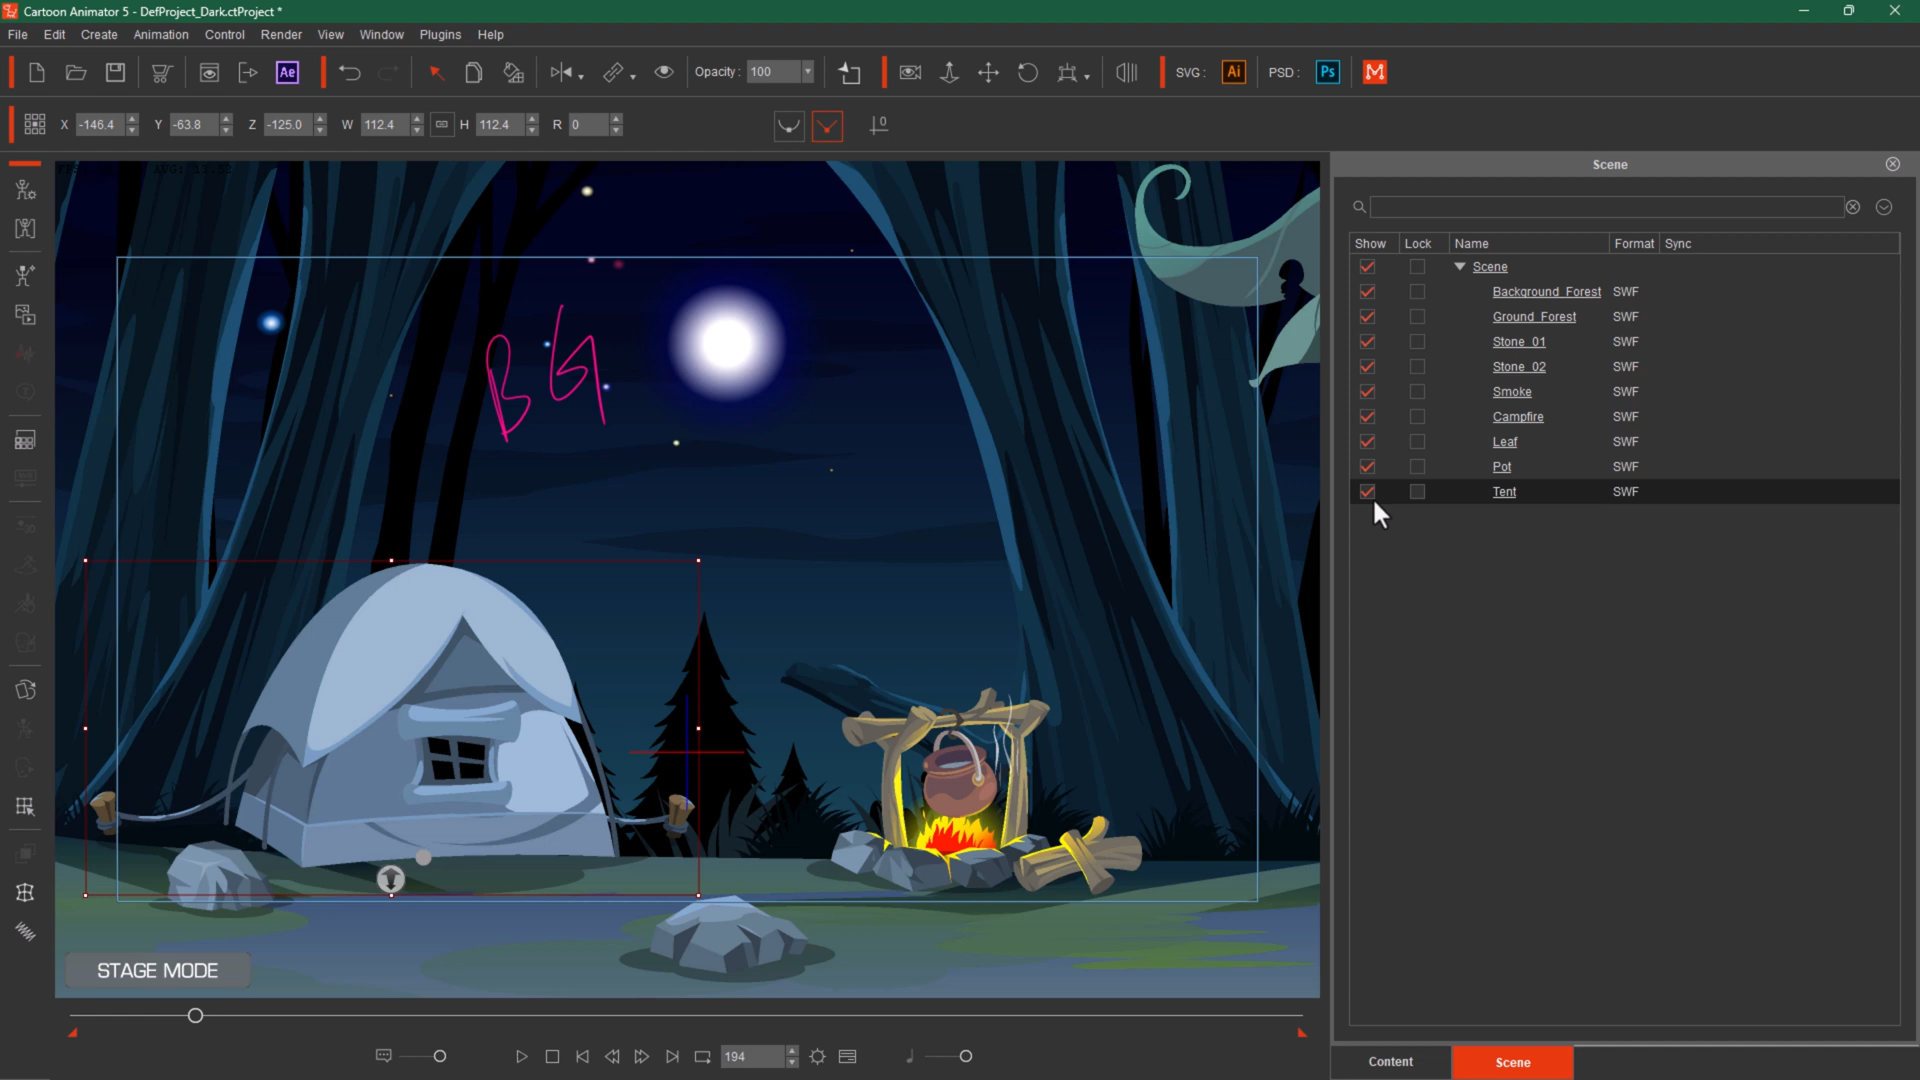 Cartoon Animator 5 - DefProject_Dark.ctProject *
File Edit Create Animation Control Render View Window Plugins Help
Ae Opacity : 100 SVG : Ai PSD : Ps
X -146.4 Y -63.8 Z -125.0 W 112.4 H 112.4 R 0 0
Scene
Show Lock Name Format Sync
Scene
Background_Forest SWF
Ground_Forest SWF
Stone_01 SWF
Stone_02 SWF
Smoke SWF
Campfire SWF
Leaf SWF
Pot SWF
Tent SWF
BG
STAGE MODE
194
Content Scene